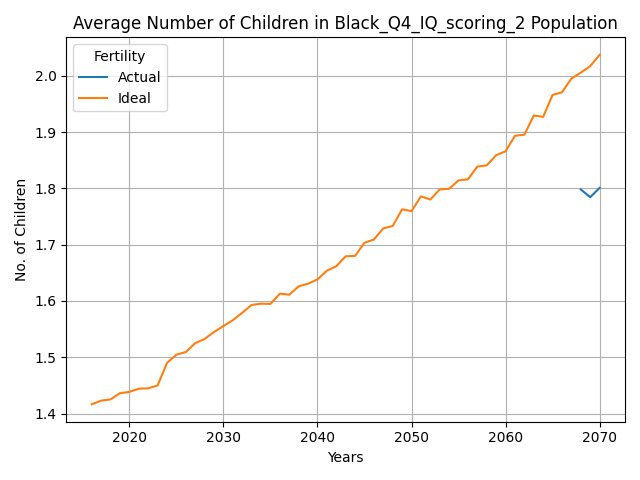 Average Number of Children in Black_Q4_IQ_scoring_2 Population
Fertility
Actual
Ideal
No. of Children
2.0
1.9
1.8
1.7
1.6
1.5
1.4
2020 2030 2040 2050 2060 2070
Years